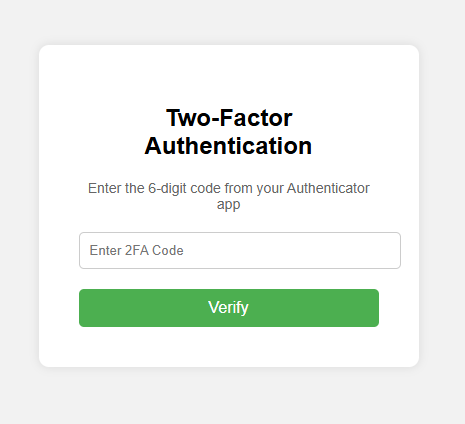 Two-Factor
Authentication
Enter the 6-digit code from your Authenticator
app
Enter 2FA Code
Verify